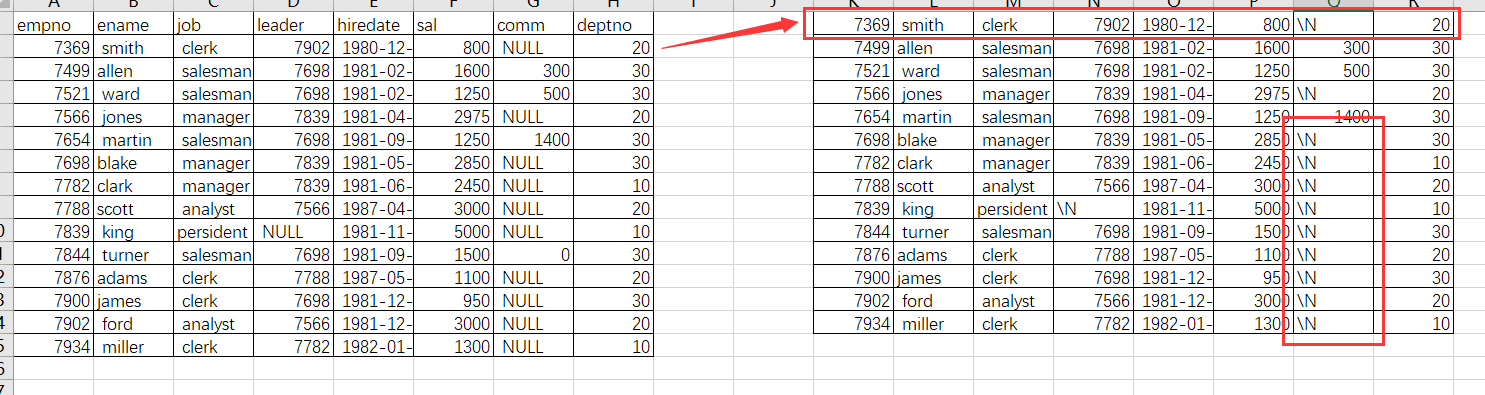 A B C D E F G H I J K L M N O P Q R
empno ename job leader hiredate sal comm deptno
7369 smith clerk 7902 1980-12- 800 NULL 20
7499 allen salesman 7698 1981-02- 1600 300 30
7521 ward salesman 7698 1981-02- 1250 500 30
7566 jones manager 7839 1981-04- 2975 NULL 20
7654 martin salesman 7698 1981-09- 1250 1400 30
7698 blake manager 7839 1981-05- 2850 NULL 30
7782 clark manager 7839 1981-06- 2450 NULL 10
7788 scott analyst 7566 1987-04- 3000 NULL 20
7839 king persident NULL 1981-11- 5000 NULL 10
7844 turner salesman 7698 1981-09- 1500 0 30
7876 adams clerk 7788 1987-05- 1100 NULL 20
7900 james clerk 7698 1981-12- 950 NULL 30
7902 ford analyst 7566 1981-12- 3000 NULL 20
7934 miller clerk 7782 1982-01- 1300 NULL 10
7369 smith clerk 7902 1980-12- 800 \N 20
7499 allen salesman 7698 1981-02- 1600 300 30
7521 ward salesman 7698 1981-02- 1250 500 30
7566 jones manager 7839 1981-04- 2975 \N 20
7654 martin salesman 7698 1981-09- 1250 1400 30
7698 blake manager 7839 1981-05- 2850 \N 30
7782 clark manager 7839 1981-06- 2450 \N 10
7788 scott analyst 7566 1987-04- 3000 \N 20
7839 king persident \N 1981-11- 5000 \N 10
7844 turner salesman 7698 1981-09- 1500 \N 30
7876 adams clerk 7788 1987-05- 1100 \N 20
7900 james clerk 7698 1981-12- 950 \N 30
7902 ford analyst 7566 1981-12- 3000 \N 20
7934 miller clerk 7782 1982-01- 1300 \N 10